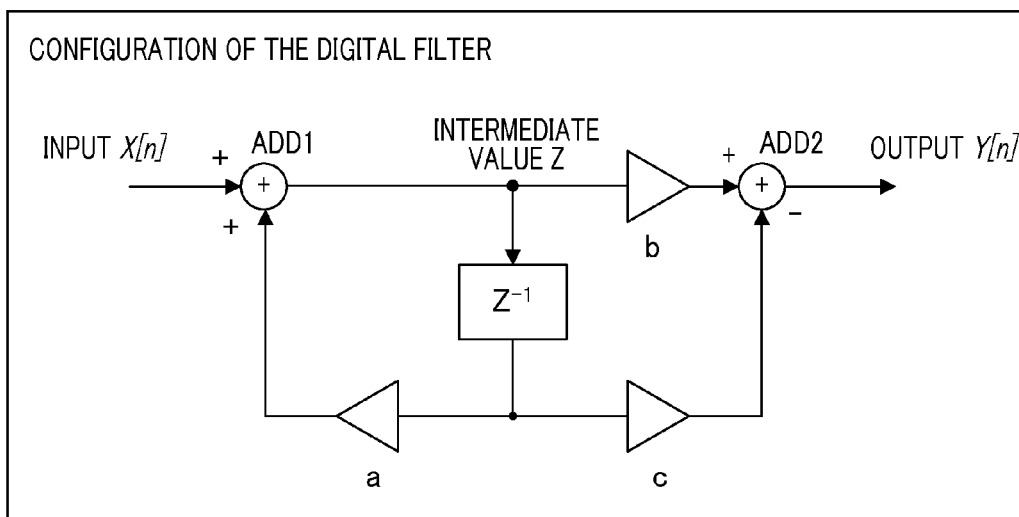 CONFIGURATION OF THE DIGITAL FILTER
INPUT X[n]
+
ADD1
+
+
INTERMEDIATE
VALUE Z
b
+
ADD2
+
-
OUTPUT Y[n]
Z⁻¹
a
c